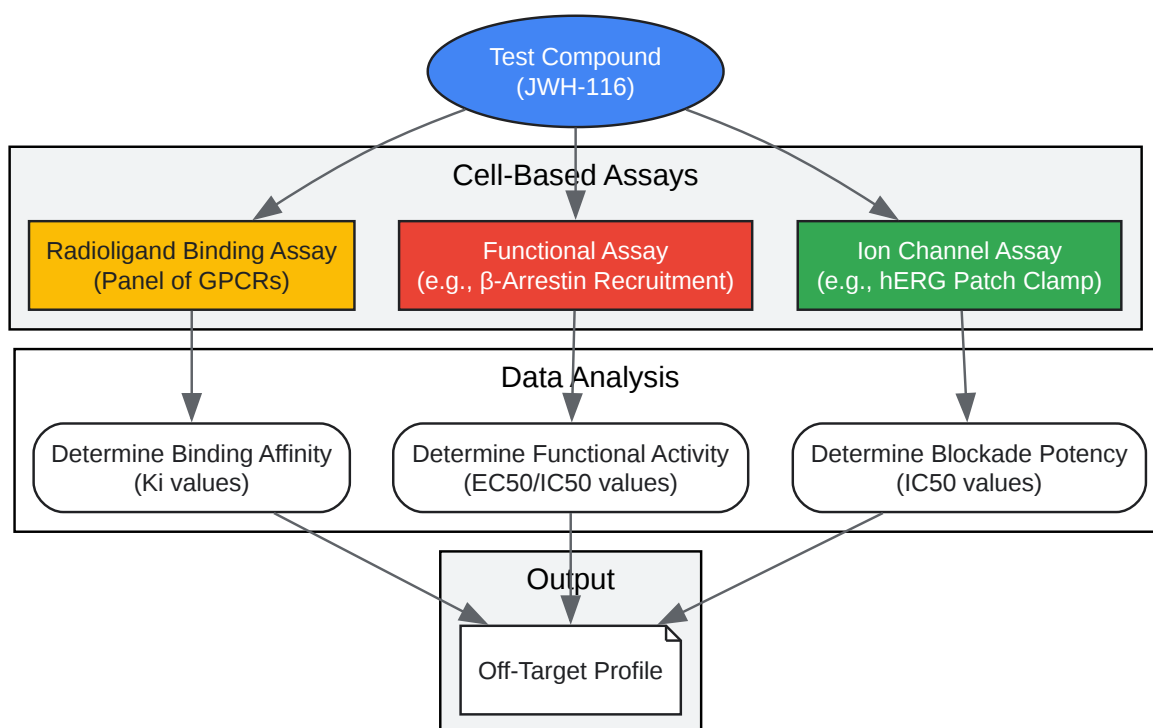 Test Compound
(JWH-116)
Cell-Based Assays
Radioligand Binding Assay
(Panel of GPCRs)
Functional Assay
(e.g., β-Arrestin Recruitment)
Ion Channel Assay
(e.g., hERG Patch Clamp)
Data Analysis
Determine Binding Affinity
(Ki values)
Determine Functional Activity
(EC50/IC50 values)
Determine Blockade Potency
(IC50 values)
Output
Off-Target Profile